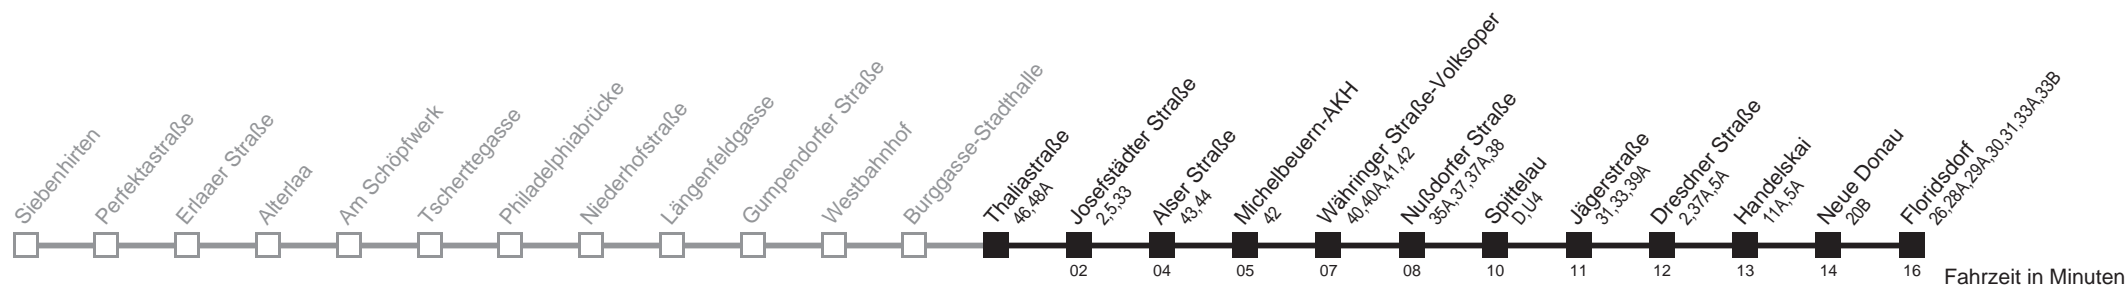 Siebenhirten
Perfektastraße
Erlaaer Straße
Alterlaa
Am Schöpfwerk
Tscherttegasse
Philadelphiabrücke
Niederhofstraße
Längenfeldgasse
Gumpendorfer Straße
Westbahnhof
Burggasse-Stadthalle
Thaliastraße
46,48A
Josefstädter Straße
2,5,33
Alser Straße
43,44
Michelbeuern-AKH
42
Währinger Straße-Volksoper
40,40A,41,42
Nußdorfer Straße
35A,37,37A,38
Spittelau
D,U4
Jägerstraße
31,33,39A
Dresdner Straße
2,37A,5A
Handelskai
11A,5A
Neue Donau
20B
Floridsdorf
26,28A,29A,30,31,33A,33B
02 04 05 07 08 10 11 12 13 14 16
Fahrzeit in Minuten